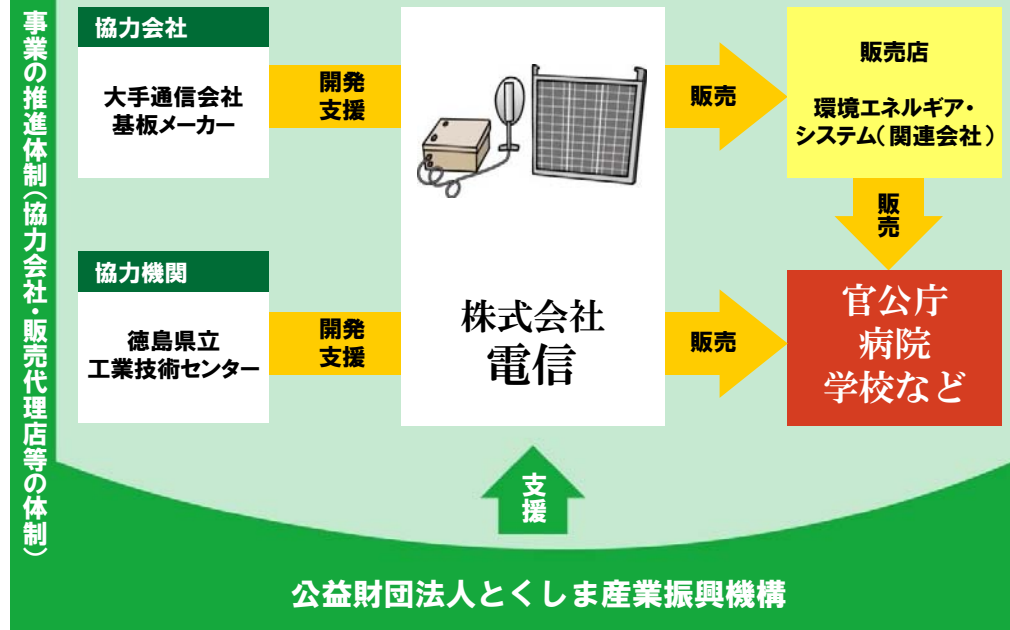 事業の推進体制（協力会社・販売代理店等の体制）
協力会社
大手通信会社
基板メーカー
開発
支援
販売
販売店
環境エネルギア・
システム（関連会社）
販売
協力機関
徳島県立
工業技術センター
開発
支援
株式会社
電信
販売
官公庁
病院
学校など
支援
公益財団法人とくしま産業振興機構